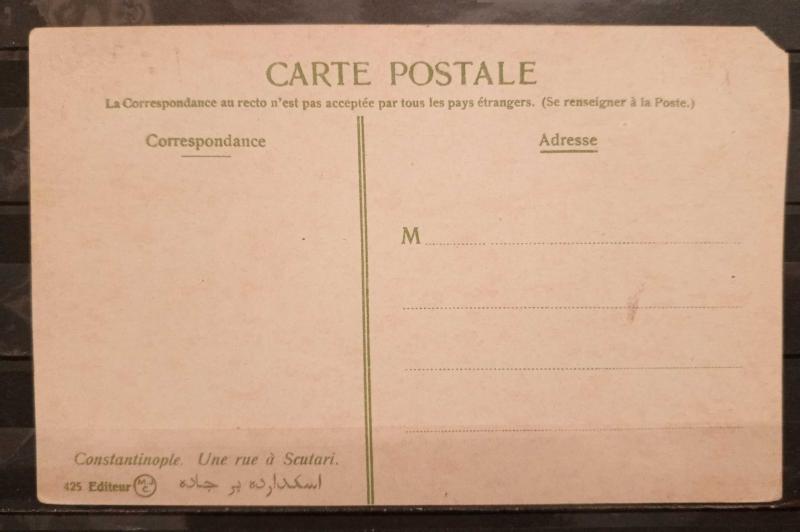 CARTE POSTALE
La Correspondance au recto n'est pas acceptée par tous les pays étrangers. (Se renseigner à la Poste.)
Correspondance
Adresse
M
Constantinople. Une rue à Scutari.
425 Editeur M.J.C. اسكدارده بر جاده